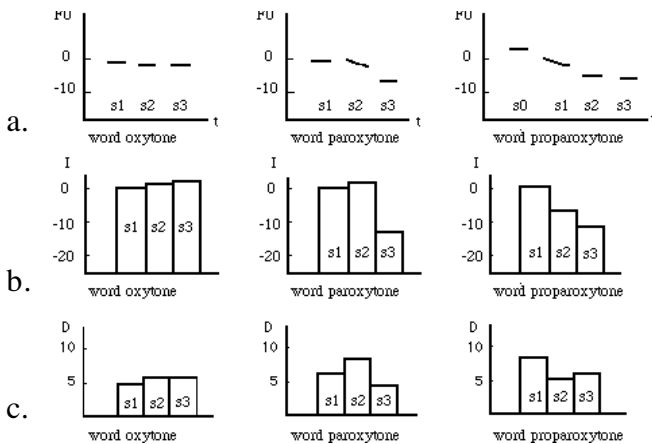 F0 F0 F0
0 0 0
-10 -10 -10
s1 s2 s3 s1 s2 s3 s0 s1 s2 s3
a. t t
word oxytone word paroxytone word proparoxytone
I I I
0 0 0
-10 -10 -10
s1 s2 s3 s1 s2 s3 s1 s2 s3
-20 -20 -20
b.
word oxytone word paroxytone word proparoxytone
D D D
10 10 10
5 5 5
c. s1 s2 s3 s1 s2 s3 s1 s2 s3
word oxytone word paroxytone word proparoxytone